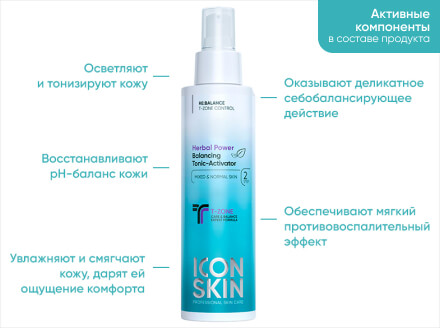 Активные
компоненты
в составе продукта
Осветляют
и тонизируют кожу
Восстанавливают
pH-баланс кожи
Увлажняют и смягчают
кожу, дарят ей
ощущение комфорта
RE:BALANCE
T-ZONE CONTROL
Herbal Power
Balancing
Tonic-Activator
MIXED & NORMAL SKIN
2
T-ZONE
ICON
SKIN
PROFESSIONAL SKIN CARE
Оказывают деликатное
себобалансирующее
действие
Обеспечивают мягкий
противовоспалительный
эффект